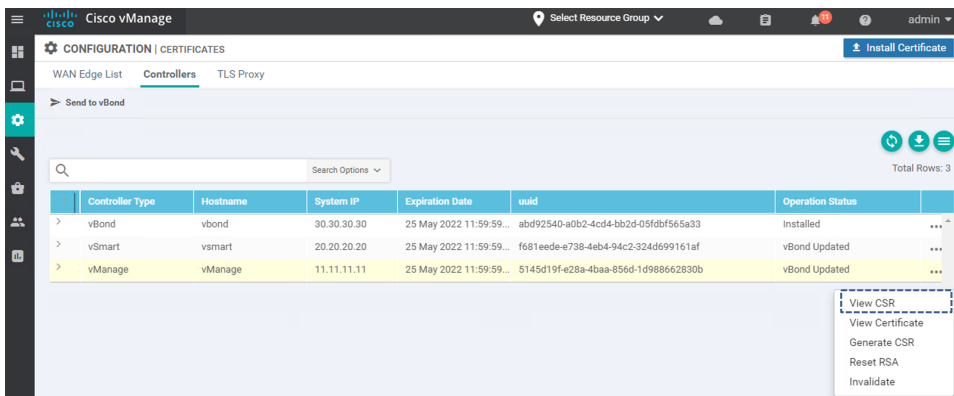 cisco Cisco vManage Select Resource Group 11 admin
CONFIGURATION | CERTIFICATES Install Certificate
WAN Edge List Controllers TLS Proxy
Send to vBond
Search Options Total Rows: 3
Controller Type Hostname System IP Expiration Date uuid Operation Status
vBond vbond 30.30.30.30 25 May 2022 11:59:59... abd92540-a0b2-4cd4-bb2d-05fdbf565a33 Installed ...
vSmart vsmart 20.20.20.20 25 May 2022 11:59:59... f681eede-e738-4eb4-94c2-324d699161af vBond Updated ...
vManage vManage 11.11.11.11 25 May 2022 11:59:59... 5145d19f-e28a-4baa-856d-1d988662830b vBond Updated ...
View CSR
View Certificate
Generate CSR
Reset RSA
Invalidate